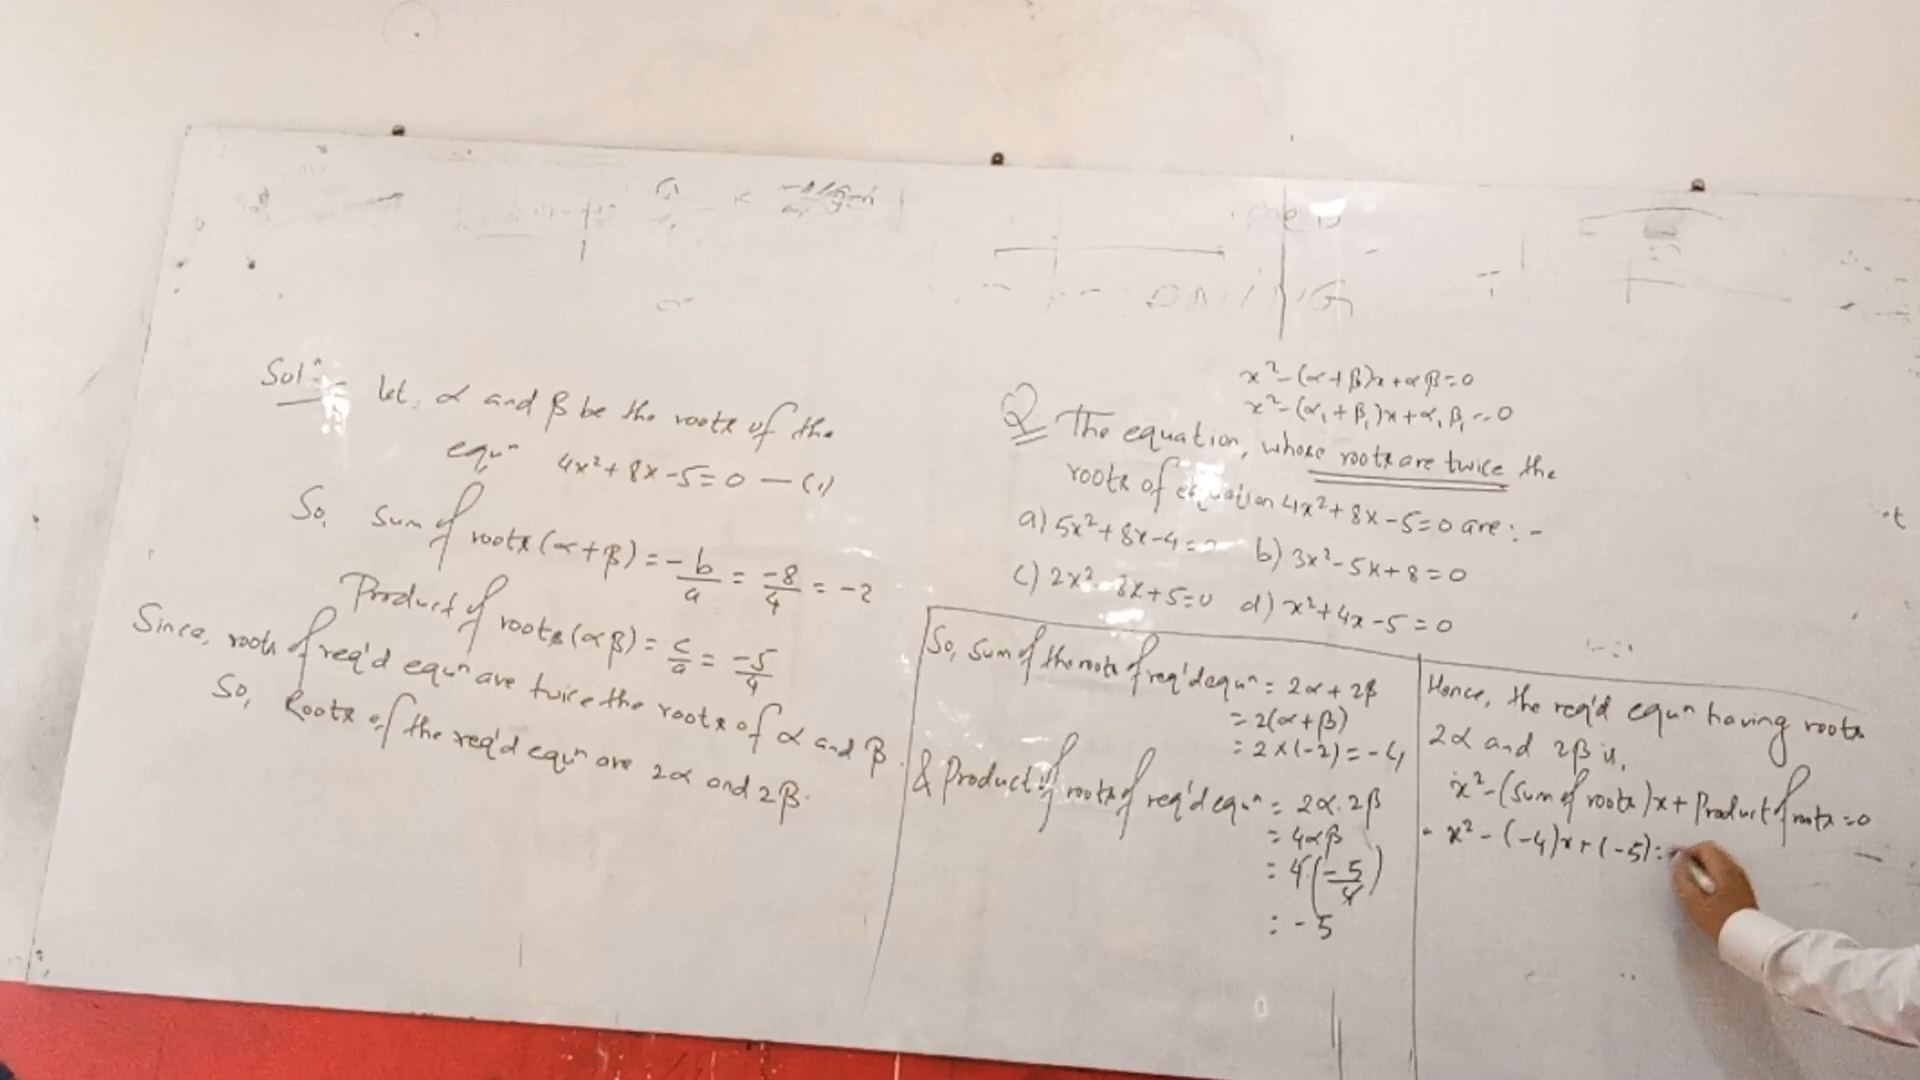 Solⁿ:- let, α and β be the roots of the
equⁿ 4x²+8x-5=0 — (1)
So, Sum of roots (α+β) = -b/a = -8/4 = -2
Product of roots (αβ) = c/a = -5/4
Since, roots of req'd equⁿ are twice the roots of α and β.
So, Roots of the req'd equⁿ are 2α and 2β.
x²-(α+β)x+αβ=0
x²-(α₁+β₁)x+α₁β₁=0
Q The equation, whose roots are twice the
roots of equation 4x²+8x-5=0 are:-
a) 5x²+8x-4= b) 3x²-5x+8=0
c) 2x² 8x+5=0 d) x²+4x-5=0
So, Sum of the roots of req'd equⁿ = 2α+2β
= 2(α+β)
= 2×(-2) = -4
& Product of roots of req'd equⁿ = 2α.2β
= 4αβ
= 4.(-5/4)
= -5
Hence, the req'd equⁿ having roots
2α and 2β is,
x²-(Sum of roots)x+Product of roots=0
x²-(-4)x+(-5)=